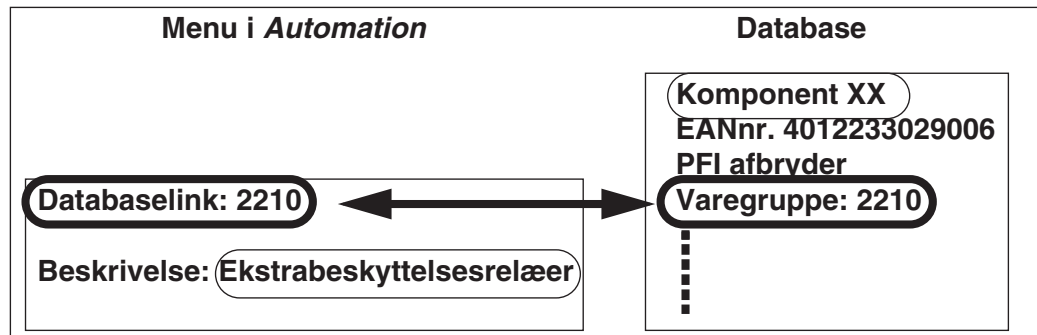 Menu i Automation
Database
Komponent XX
EANnr. 4012233029006
PFI afbryder
Databaselink: 2210
Varegruppe: 2210
Beskrivelse: Ekstrabeskyttelsesrelæer